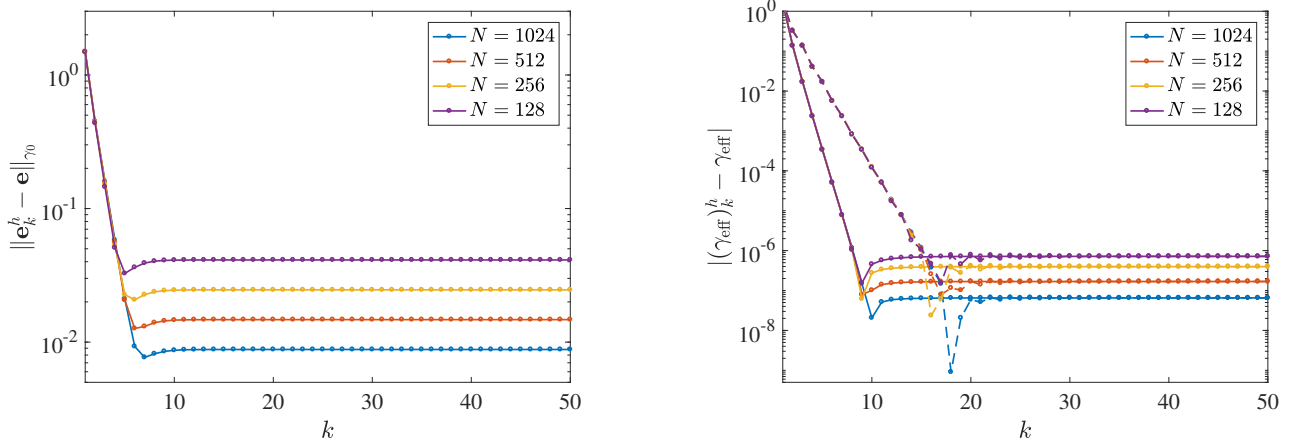 10^0
10^{-1}
10^{-2}
‖e_k^h − e‖_{γ_0}
10 20 30 40 50
k
N = 1024
N = 512
N = 256
N = 128
10^0
10^{-2}
10^{-4}
10^{-6}
10^{-8}
|(γ_eff)_k^h − γ_eff|
10 20 30 40 50
k
N = 1024
N = 512
N = 256
N = 128